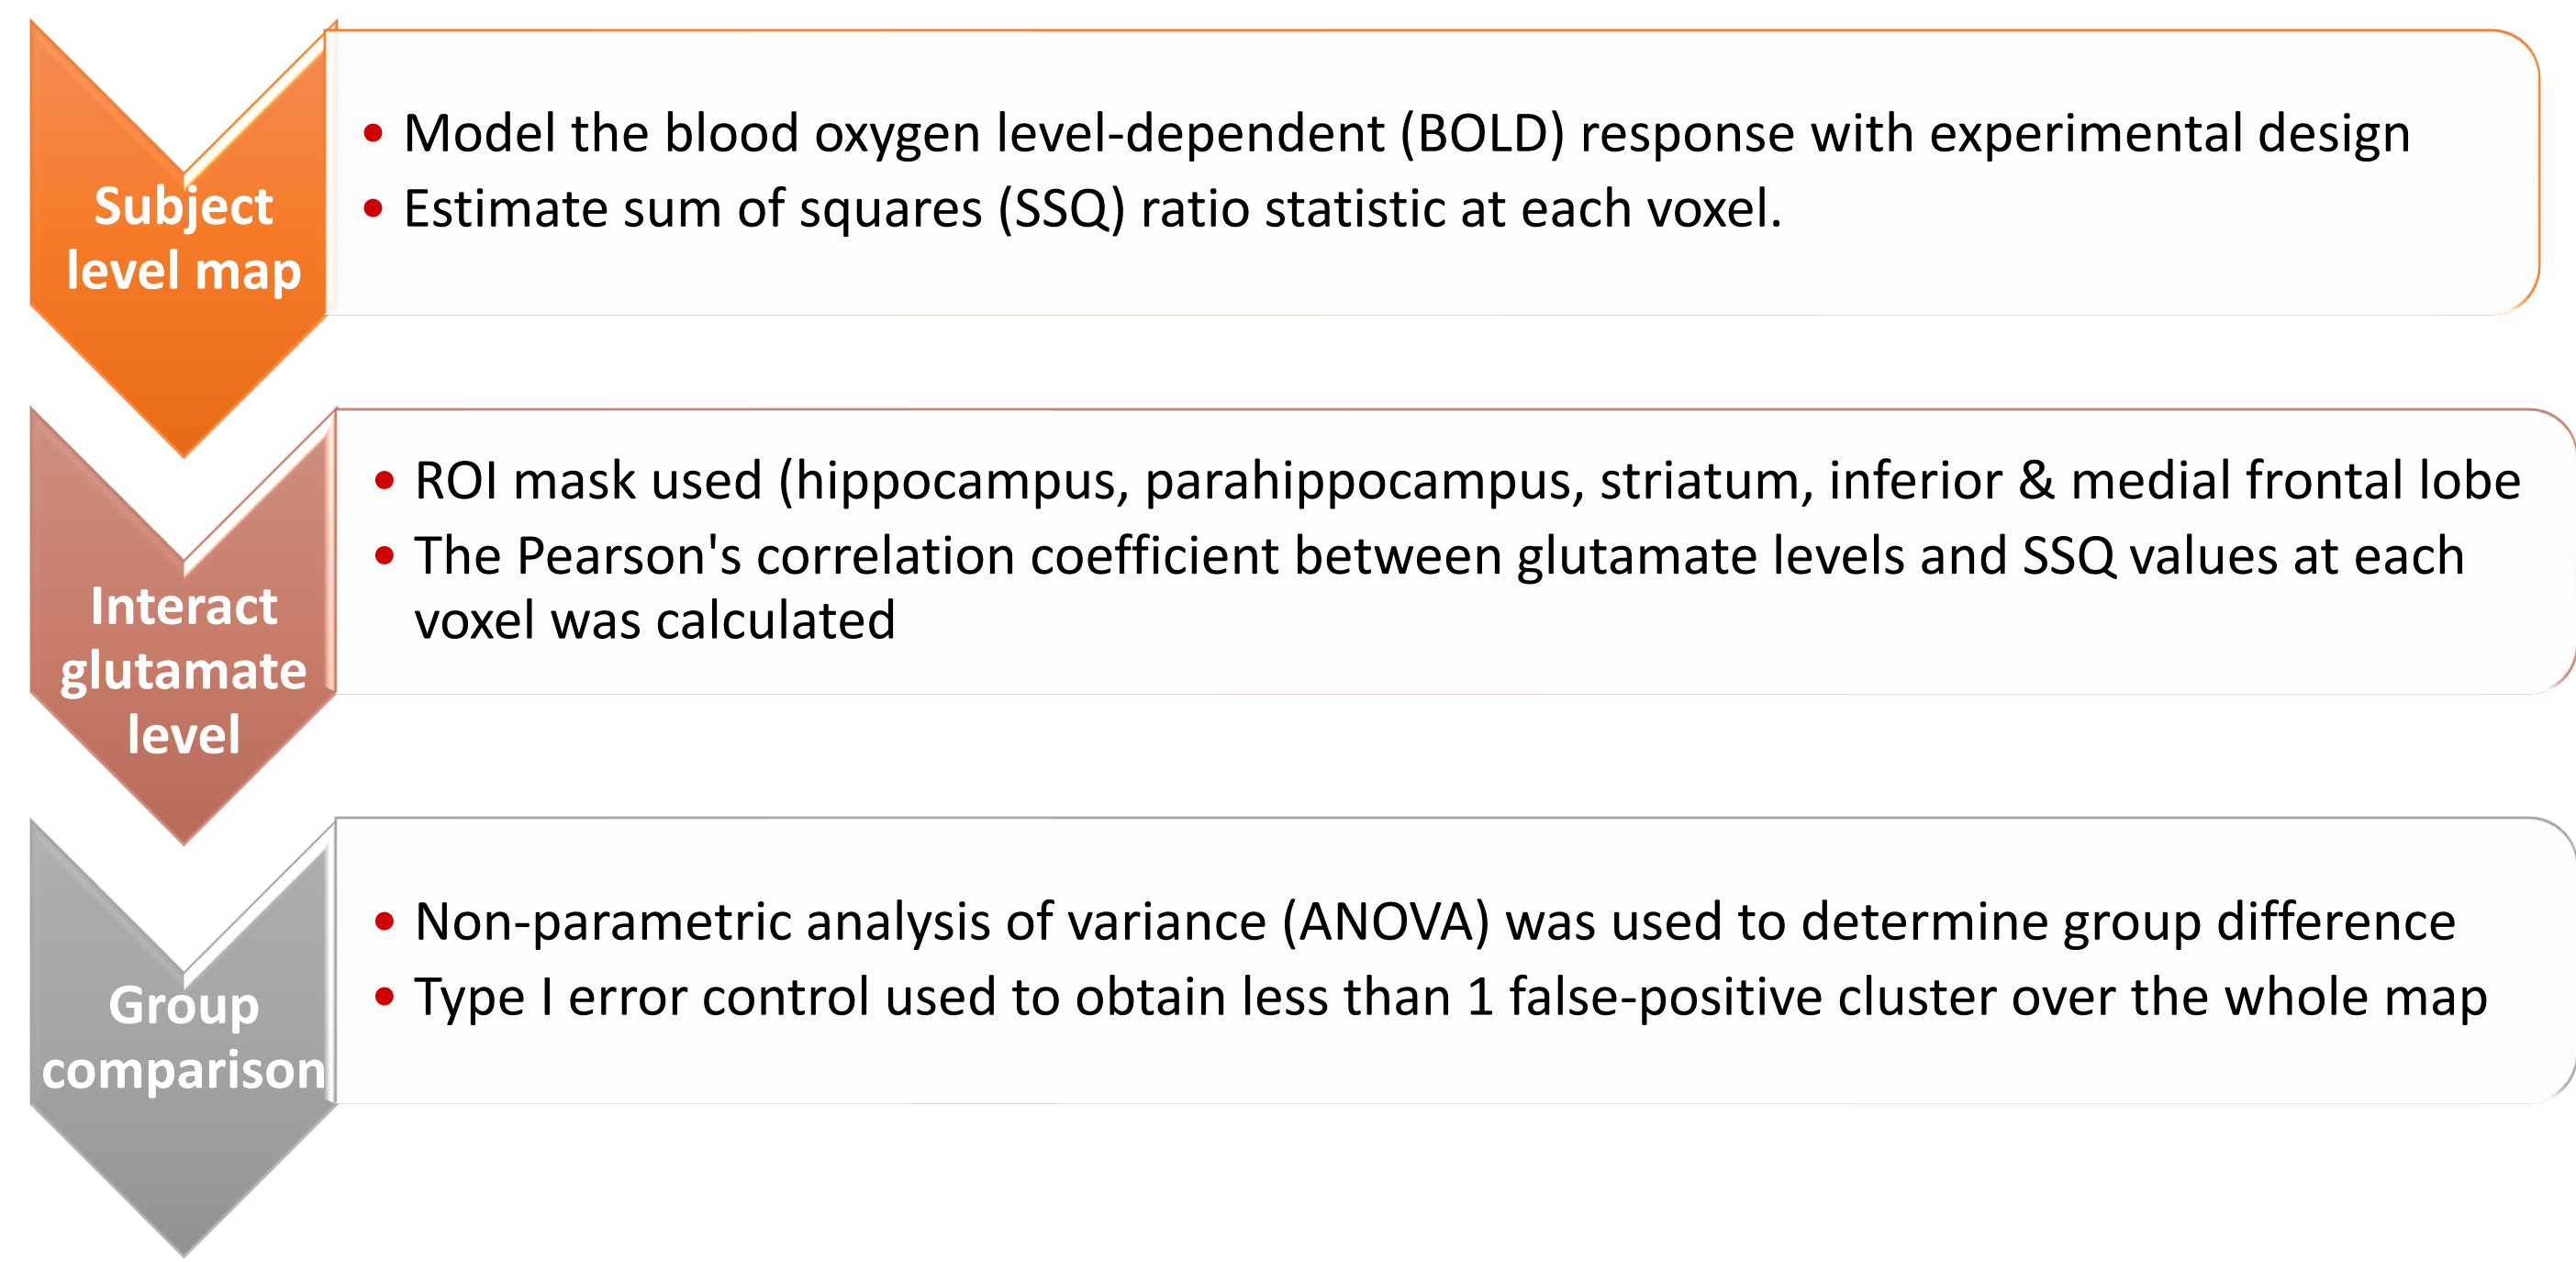 Subject
level map
• Model the blood oxygen level-dependent (BOLD) response with experimental design
• Estimate sum of squares (SSQ) ratio statistic at each voxel.
Interact
glutamate
level
• ROI mask used (hippocampus, parahippocampus, striatum, inferior & medial frontal lobe
• The Pearson's correlation coefficient between glutamate levels and SSQ values at each
voxel was calculated
Group
comparison
• Non-parametric analysis of variance (ANOVA) was used to determine group difference
• Type I error control used to obtain less than 1 false-positive cluster over the whole map